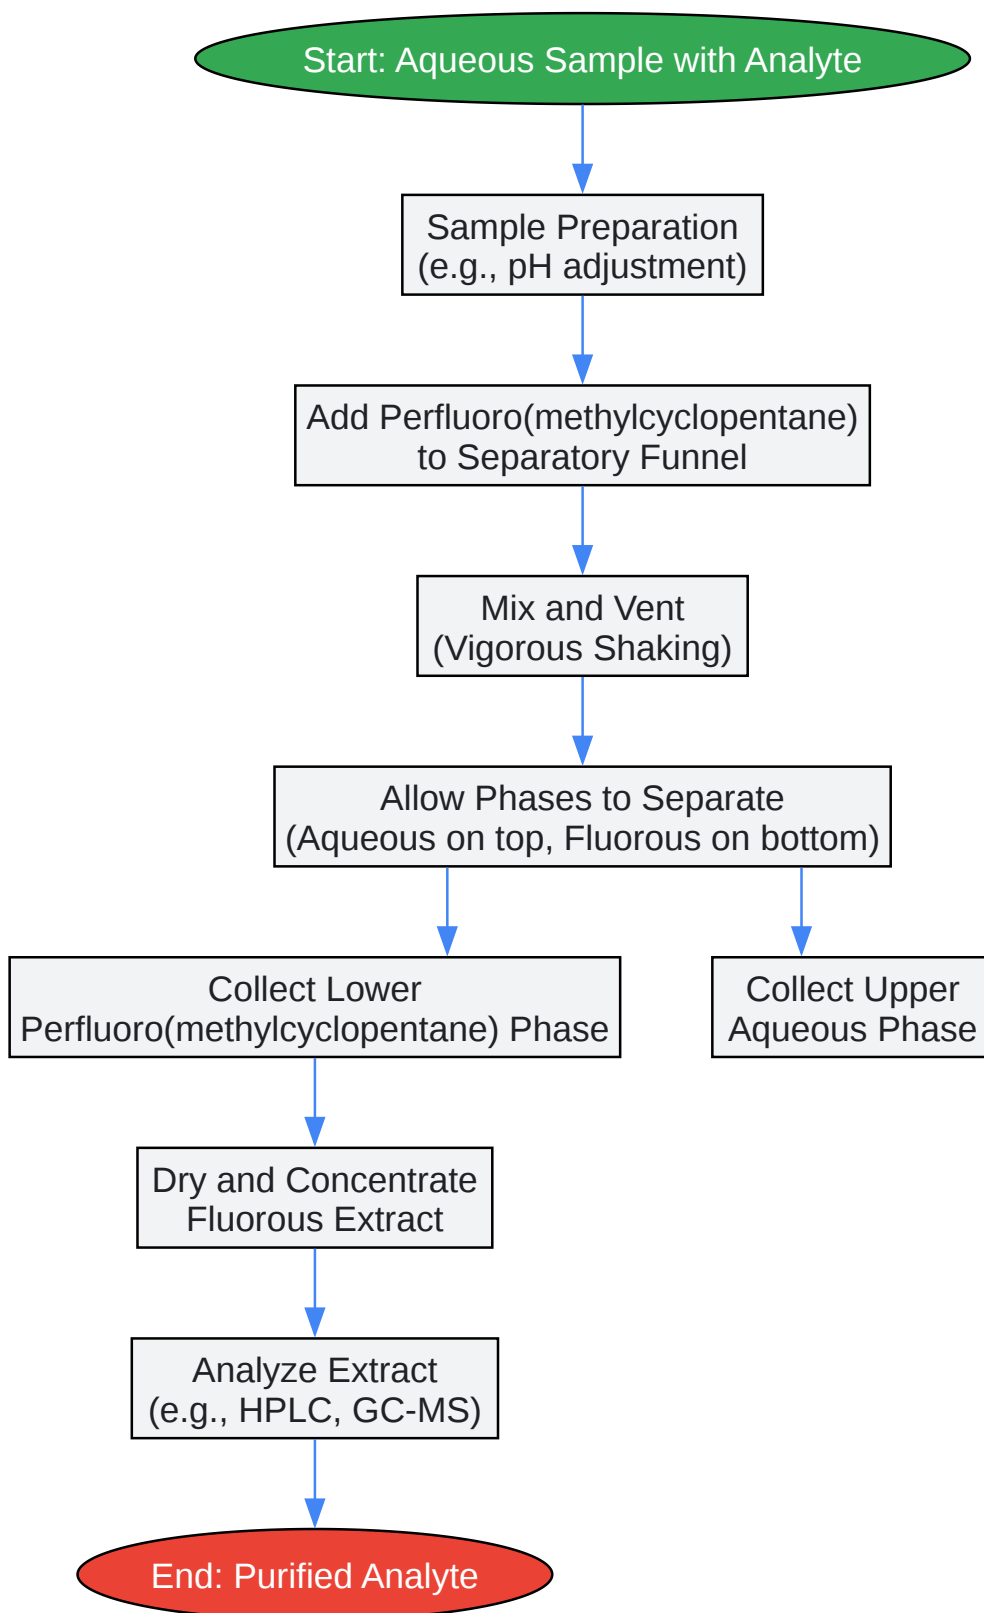 Start: Aqueous Sample with Analyte
Sample Preparation
(e.g., pH adjustment)
Add Perfluoro(methylcyclopentane)
to Separatory Funnel
Mix and Vent
(Vigorous Shaking)
Allow Phases to Separate
(Aqueous on top, Fluorous on bottom)
Collect Lower
Perfluoro(methylcyclopentane) Phase
Collect Upper
Aqueous Phase
Dry and Concentrate
Fluorous Extract
Analyze Extract
(e.g., HPLC, GC-MS)
End: Purified Analyte